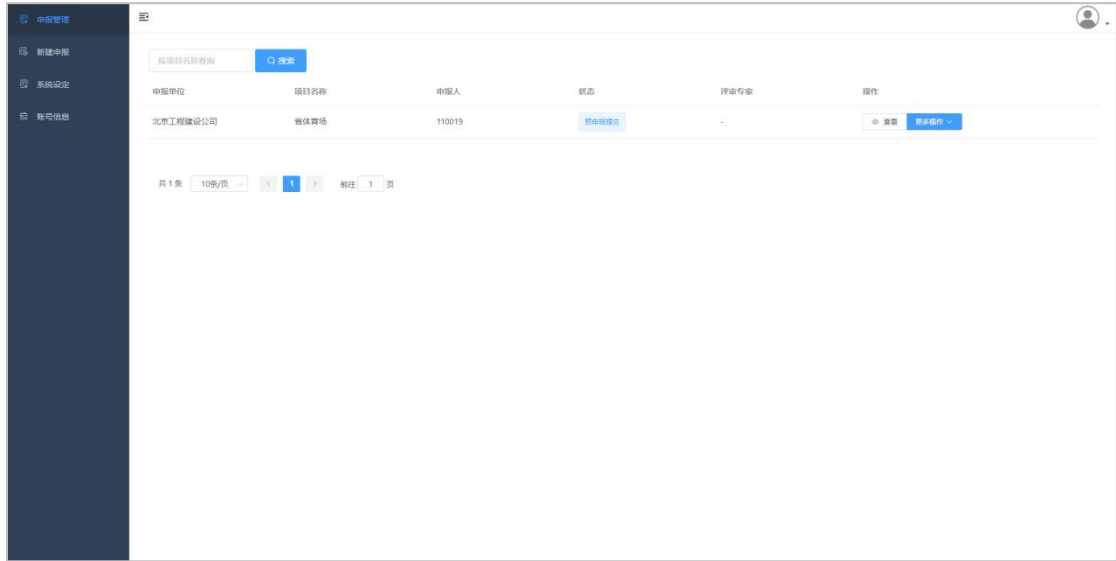 申报管理
新建申报
系统设定
账号信息
按项目名称查询 搜索
申报单位 项目名称 申报人 状态 评审专家 操作
北京工程建设公司 省体育场 110019 预申报提交 - 查看 更多操作
共 1 条 10条/页 1 前往 1 页